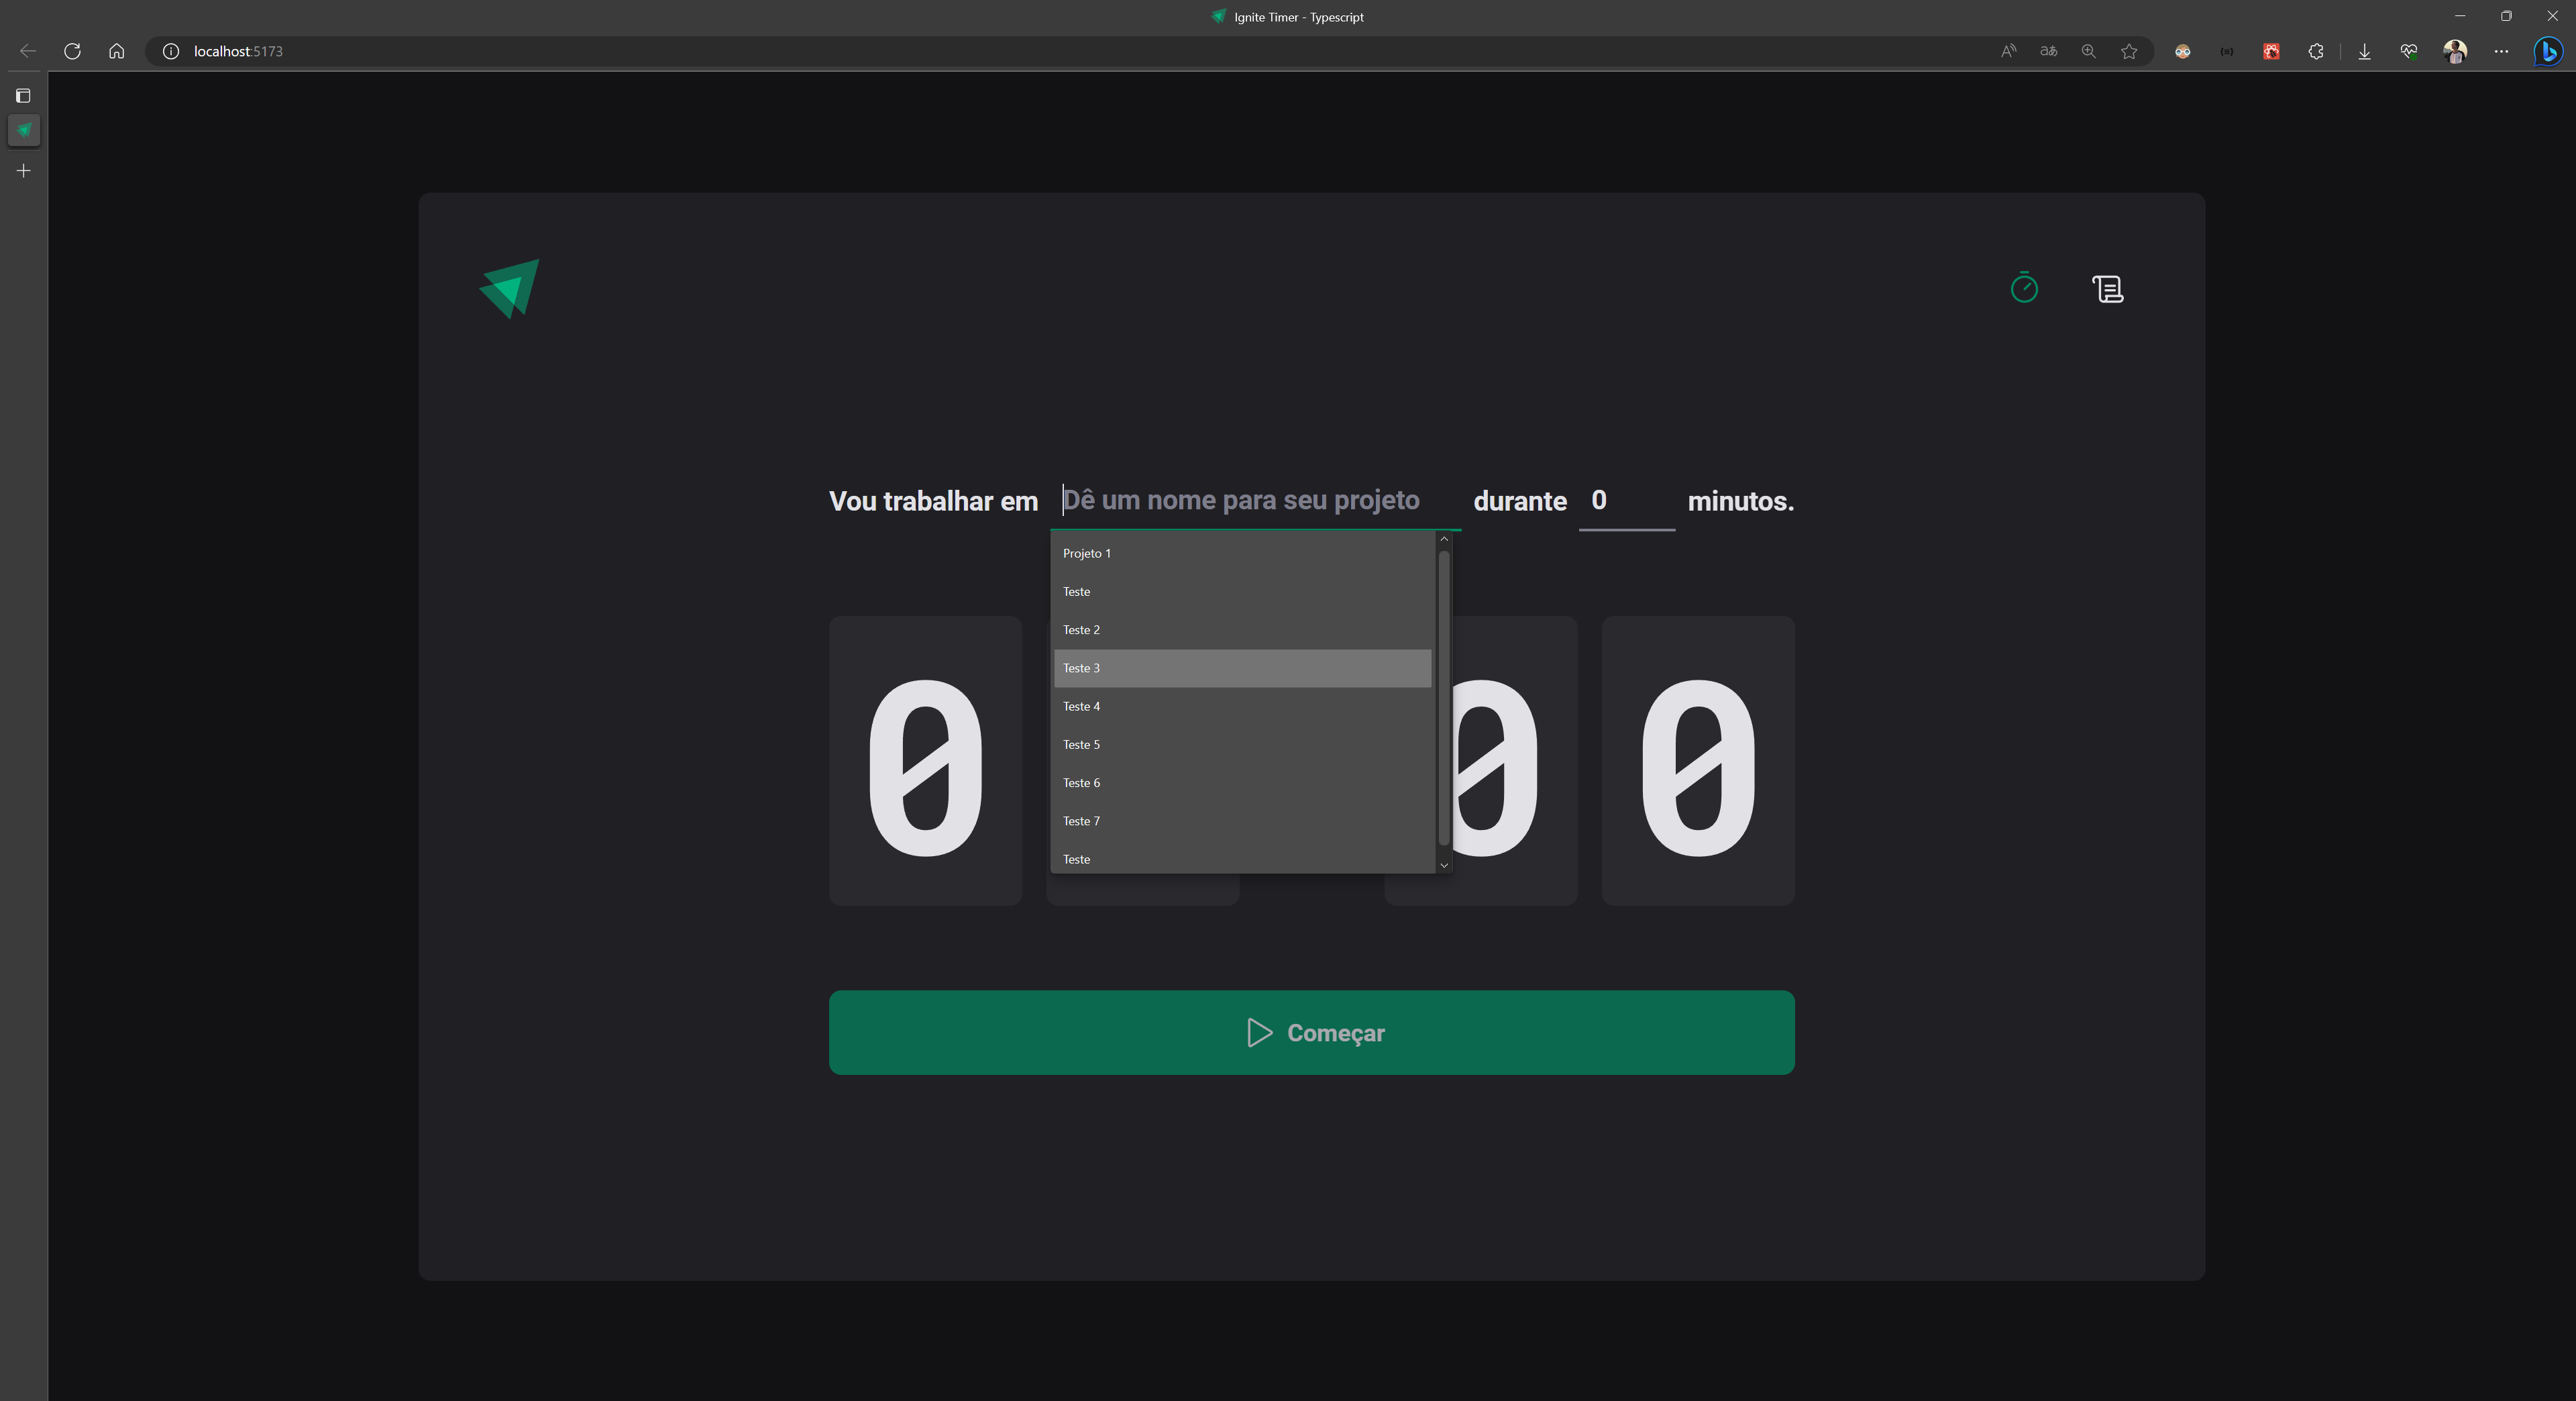 Ignite Timer - Typescript
localhost:5173
Vou trabalhar em Dê um nome para seu projeto durante 0 minutos.
Projeto 1
Teste
Teste 2
Teste 3
Teste 4
Teste 5
Teste 6
Teste 7
Teste
0 0 0
Começar